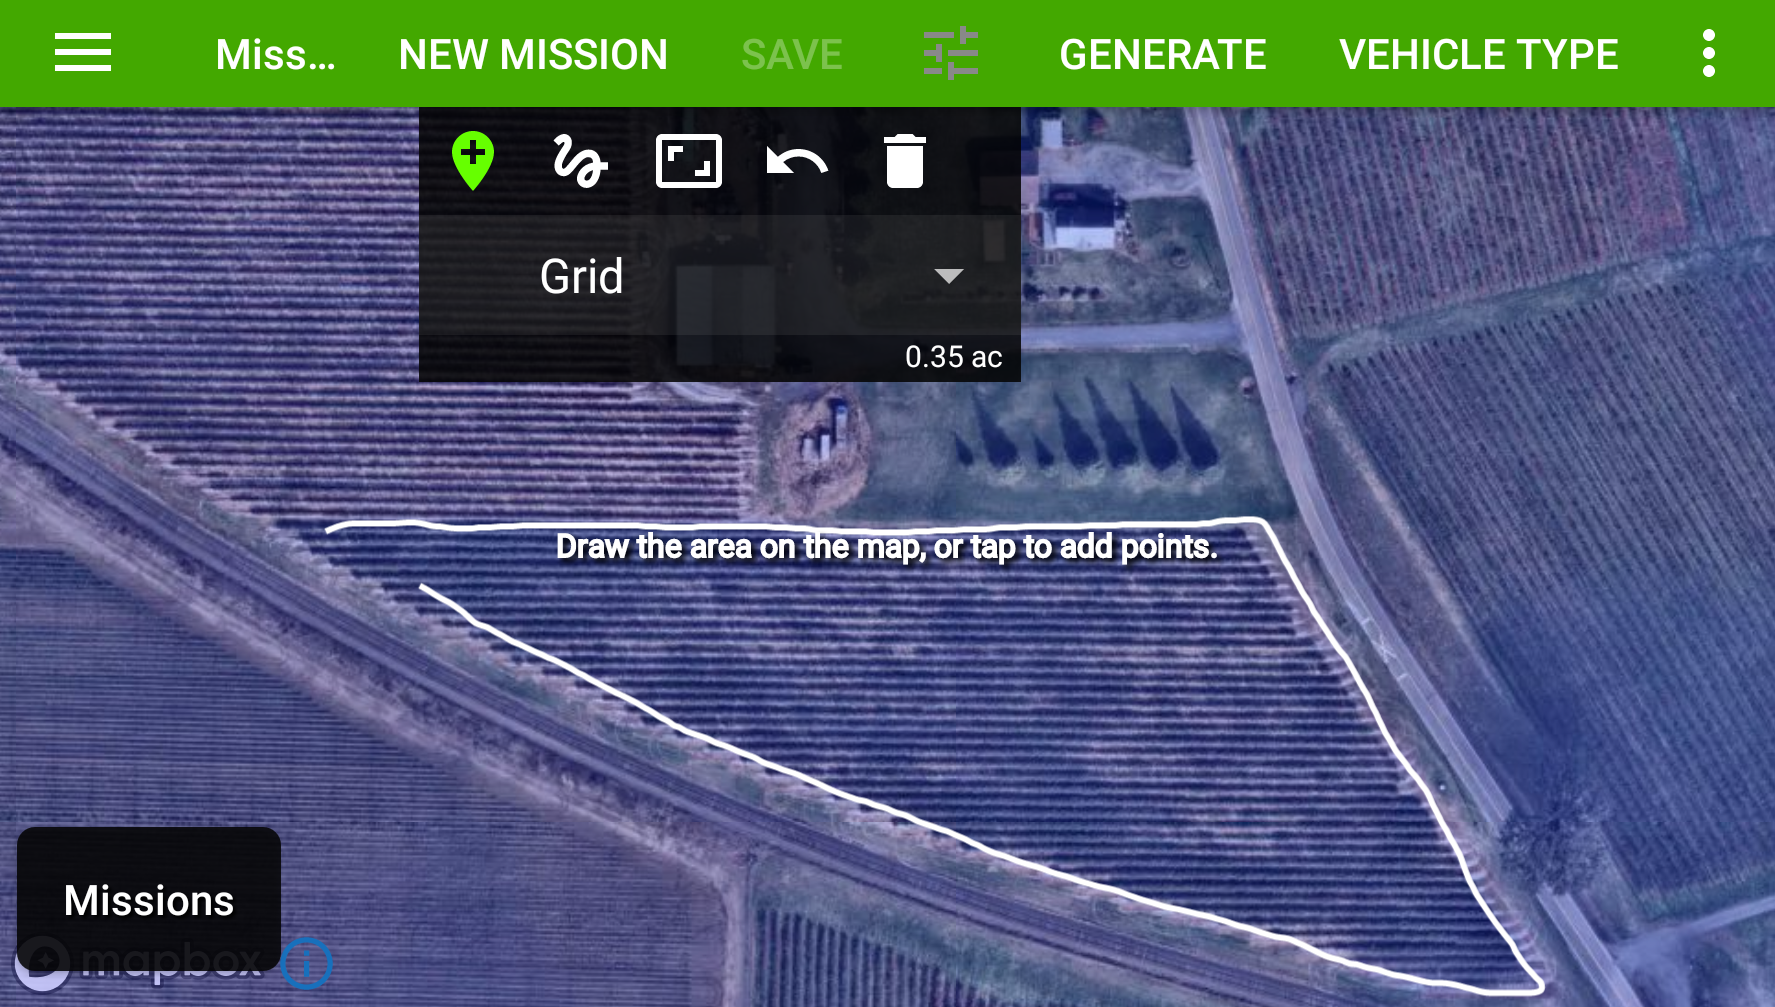 Miss... NEW MISSION SAVE GENERATE VEHICLE TYPE
Grid
0.35 ac
Draw the area on the map, or tap to add points.
Missions
mapbox